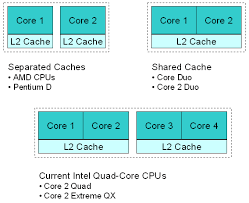 Core 1
Core 2
L2 Cache
L2 Cache
Separated Caches
• AMD CPUs
• Pentium D
Core 1
Core 2
L2 Cache
Shared Cache
• Core Duo
• Core 2 Duo
Core 1
Core 2
L2 Cache
Core 3
Core 4
L2 Cache
Current Intel Quad-Core CPUs
• Core 2 Quad
• Core 2 Extreme QX